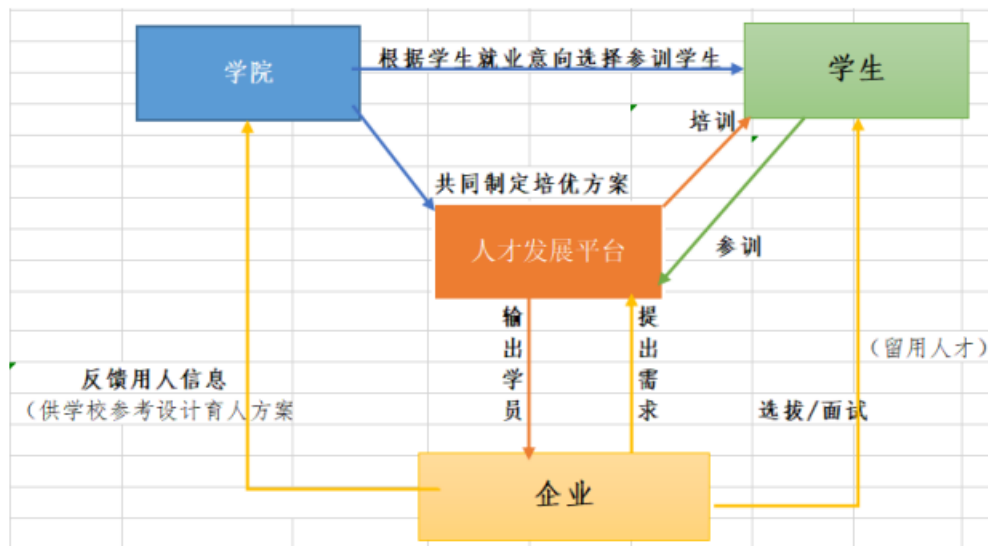 学院
根据学生就业意向选择参训学生
学生
培训
共同制定培优方案
人才发展平台
参训
输出学员
提出需求
（留用人才）
反馈用人信息
（供学校参考设计育人方案
选拔/面试
企业